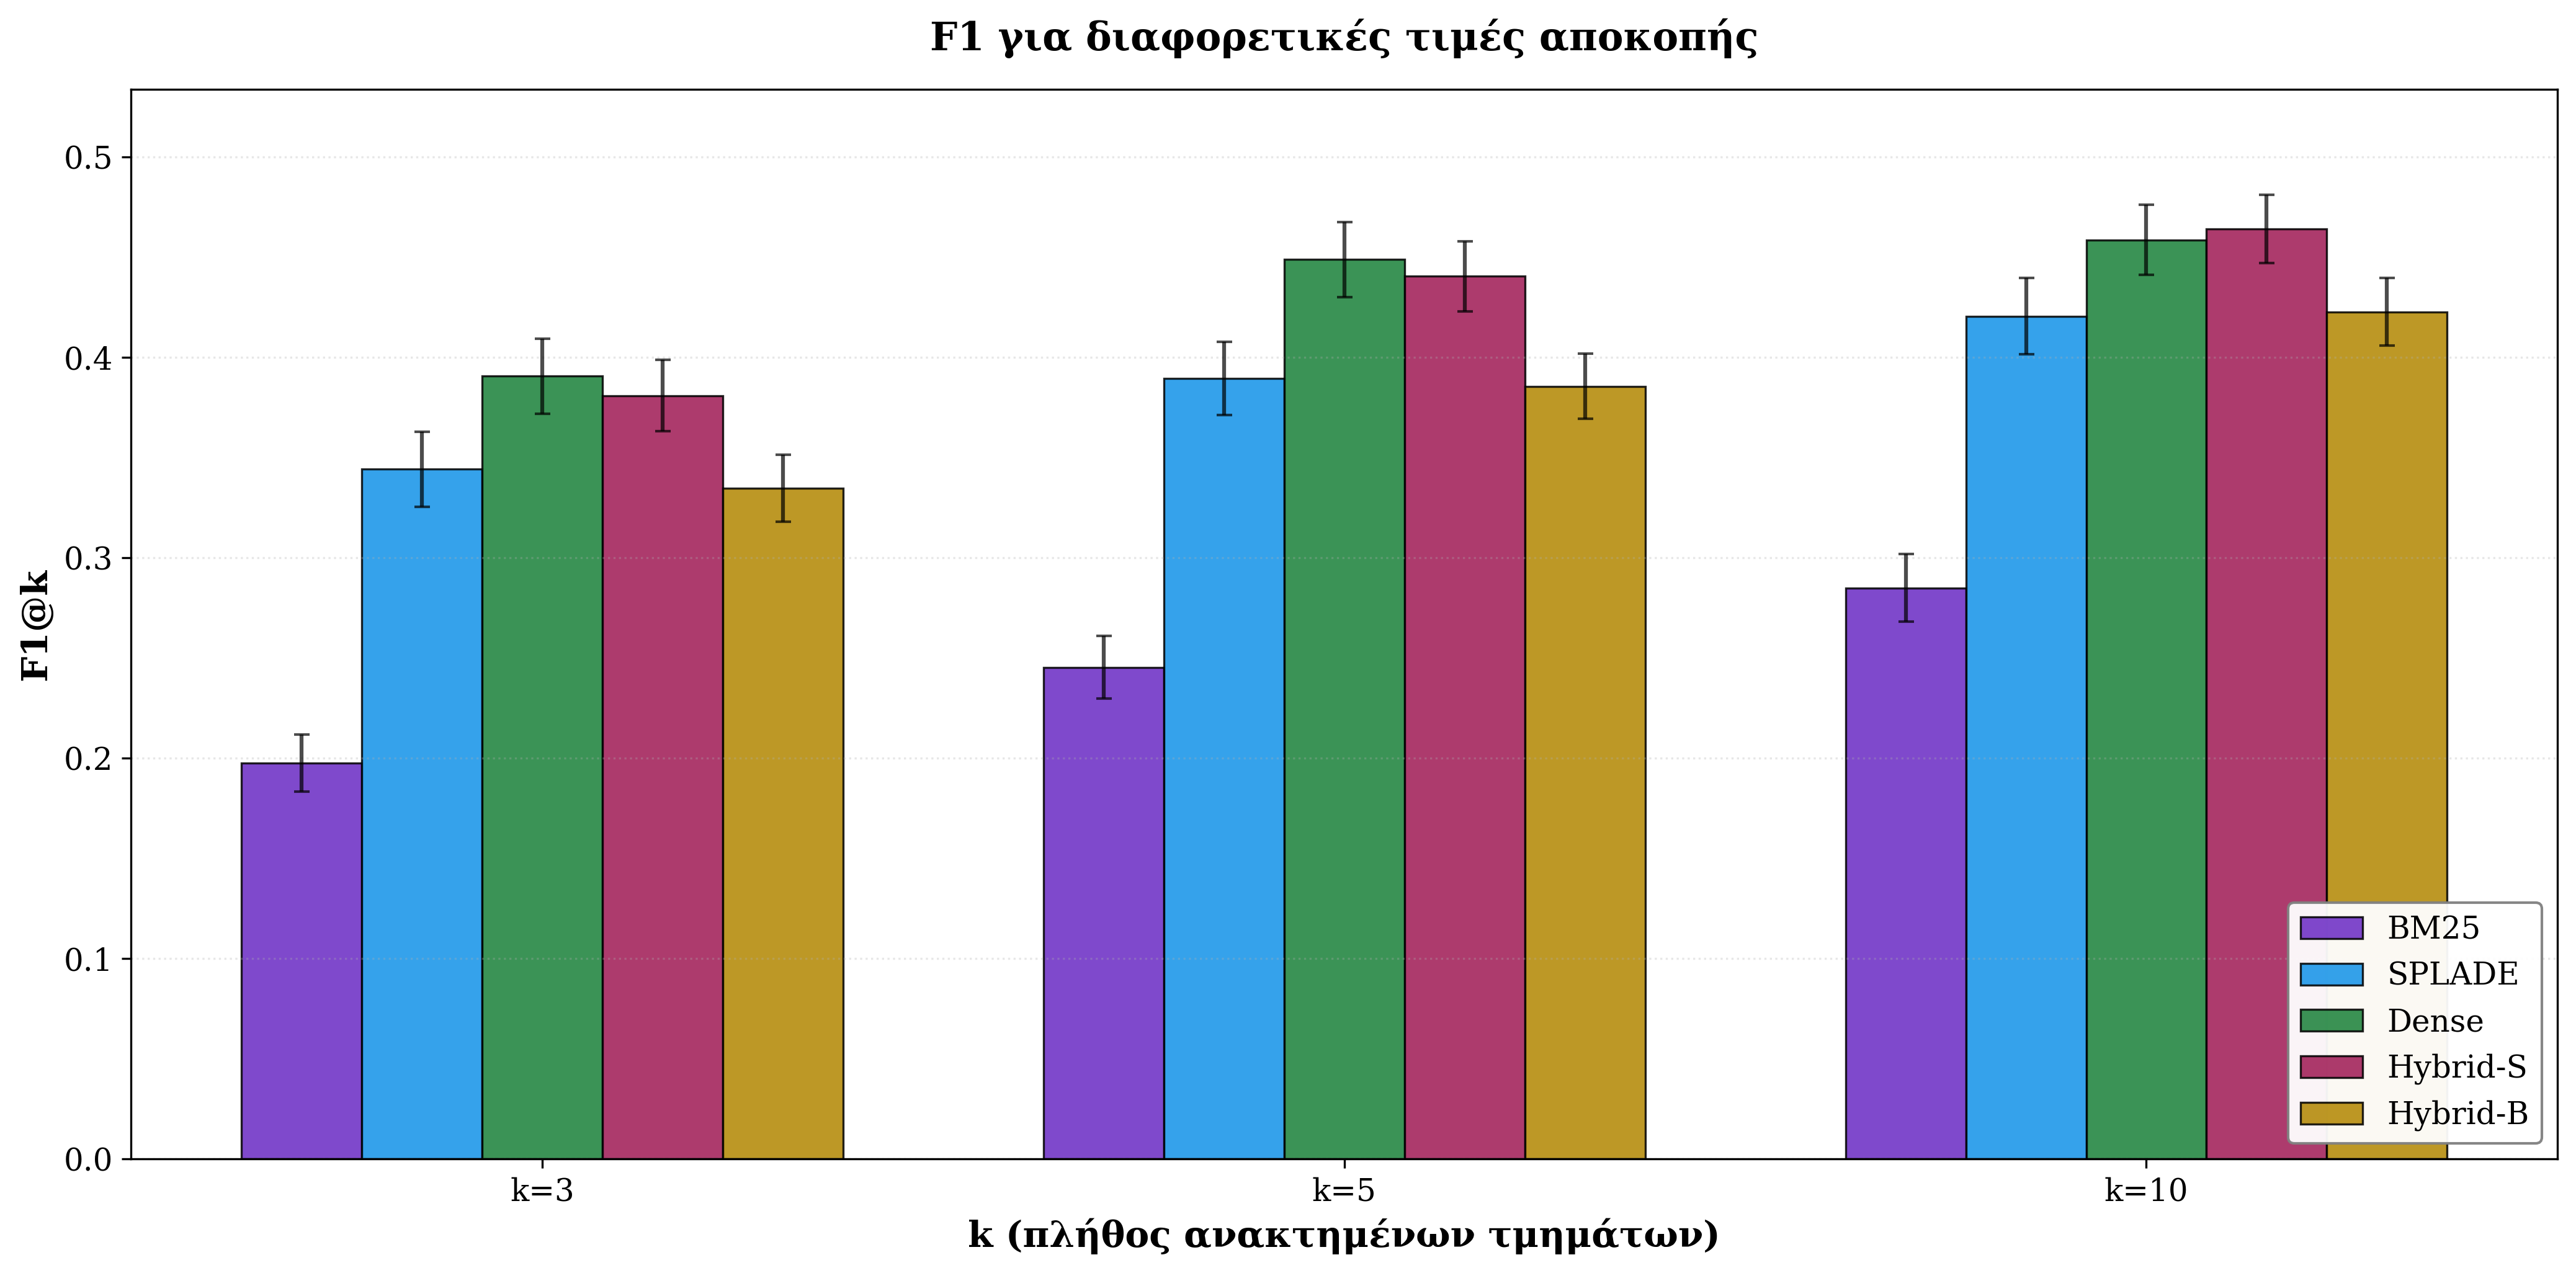 F1 για διαφορετικές τιμές αποκοπής
F1@k
0.5
0.4
0.3
0.2
0.1
0.0
k=3
k=5
k=10
k (πλήθος ανακτημένων τμημάτων)
BM25
SPLADE
Dense
Hybrid-S
Hybrid-B